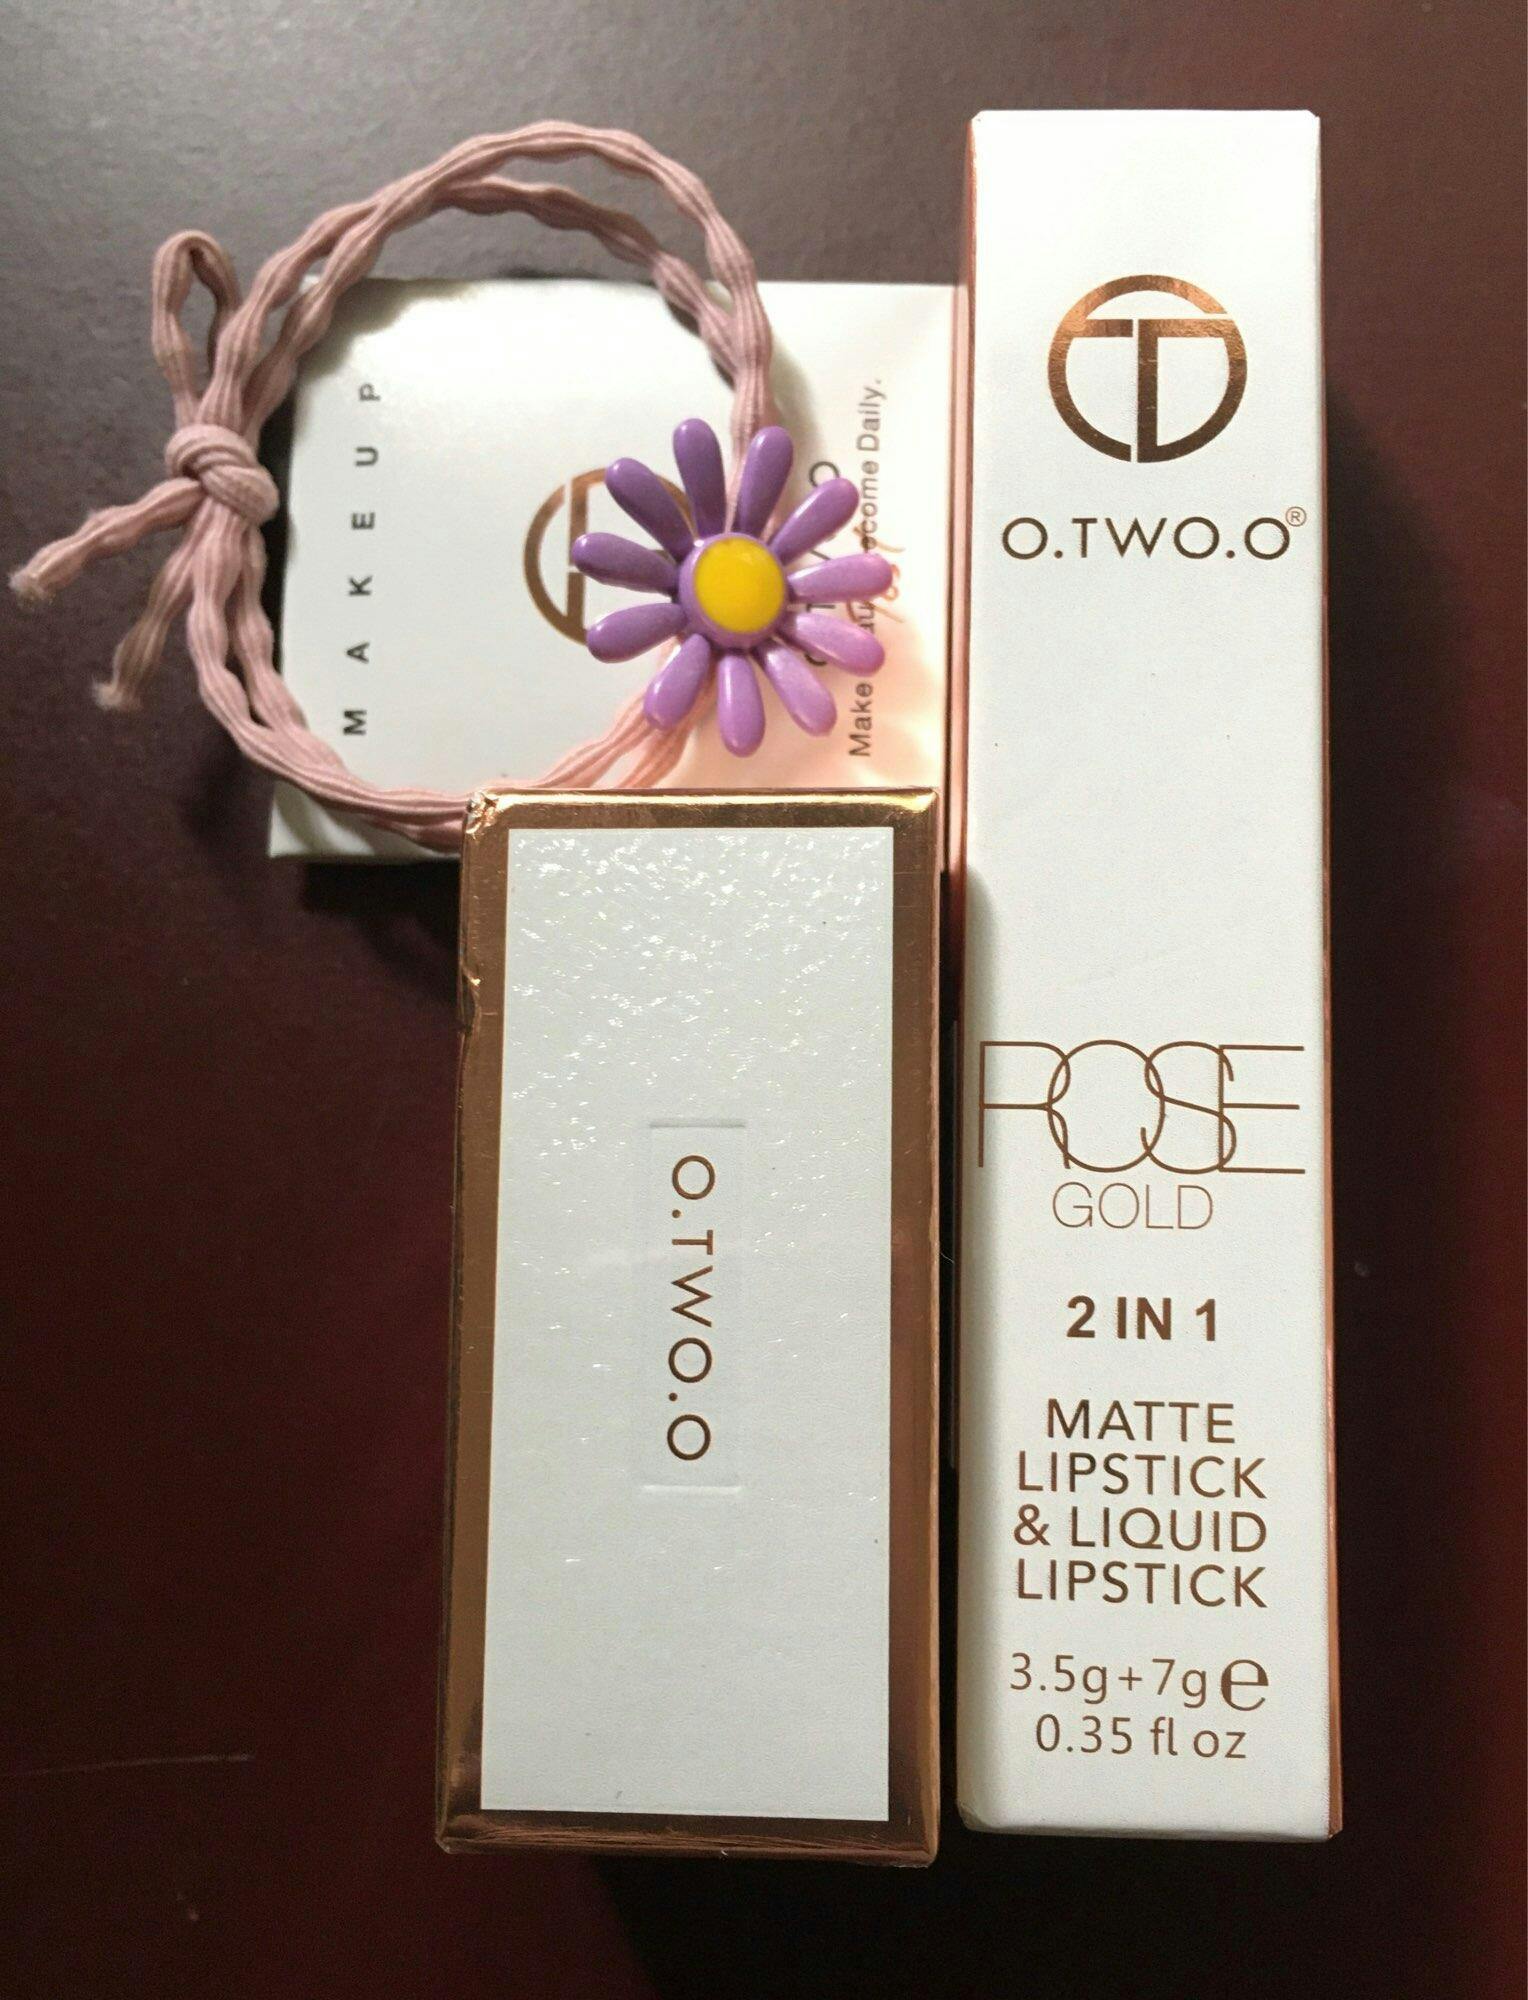 MAKEUP
Make
come Daily.
O.TWO.O
O.TWO.O®
ROSE
GOLD
2 IN 1
MATTE
LIPSTICK
& LIQUID
LIPSTICK
3.5g+7g e
0.35 fl oz